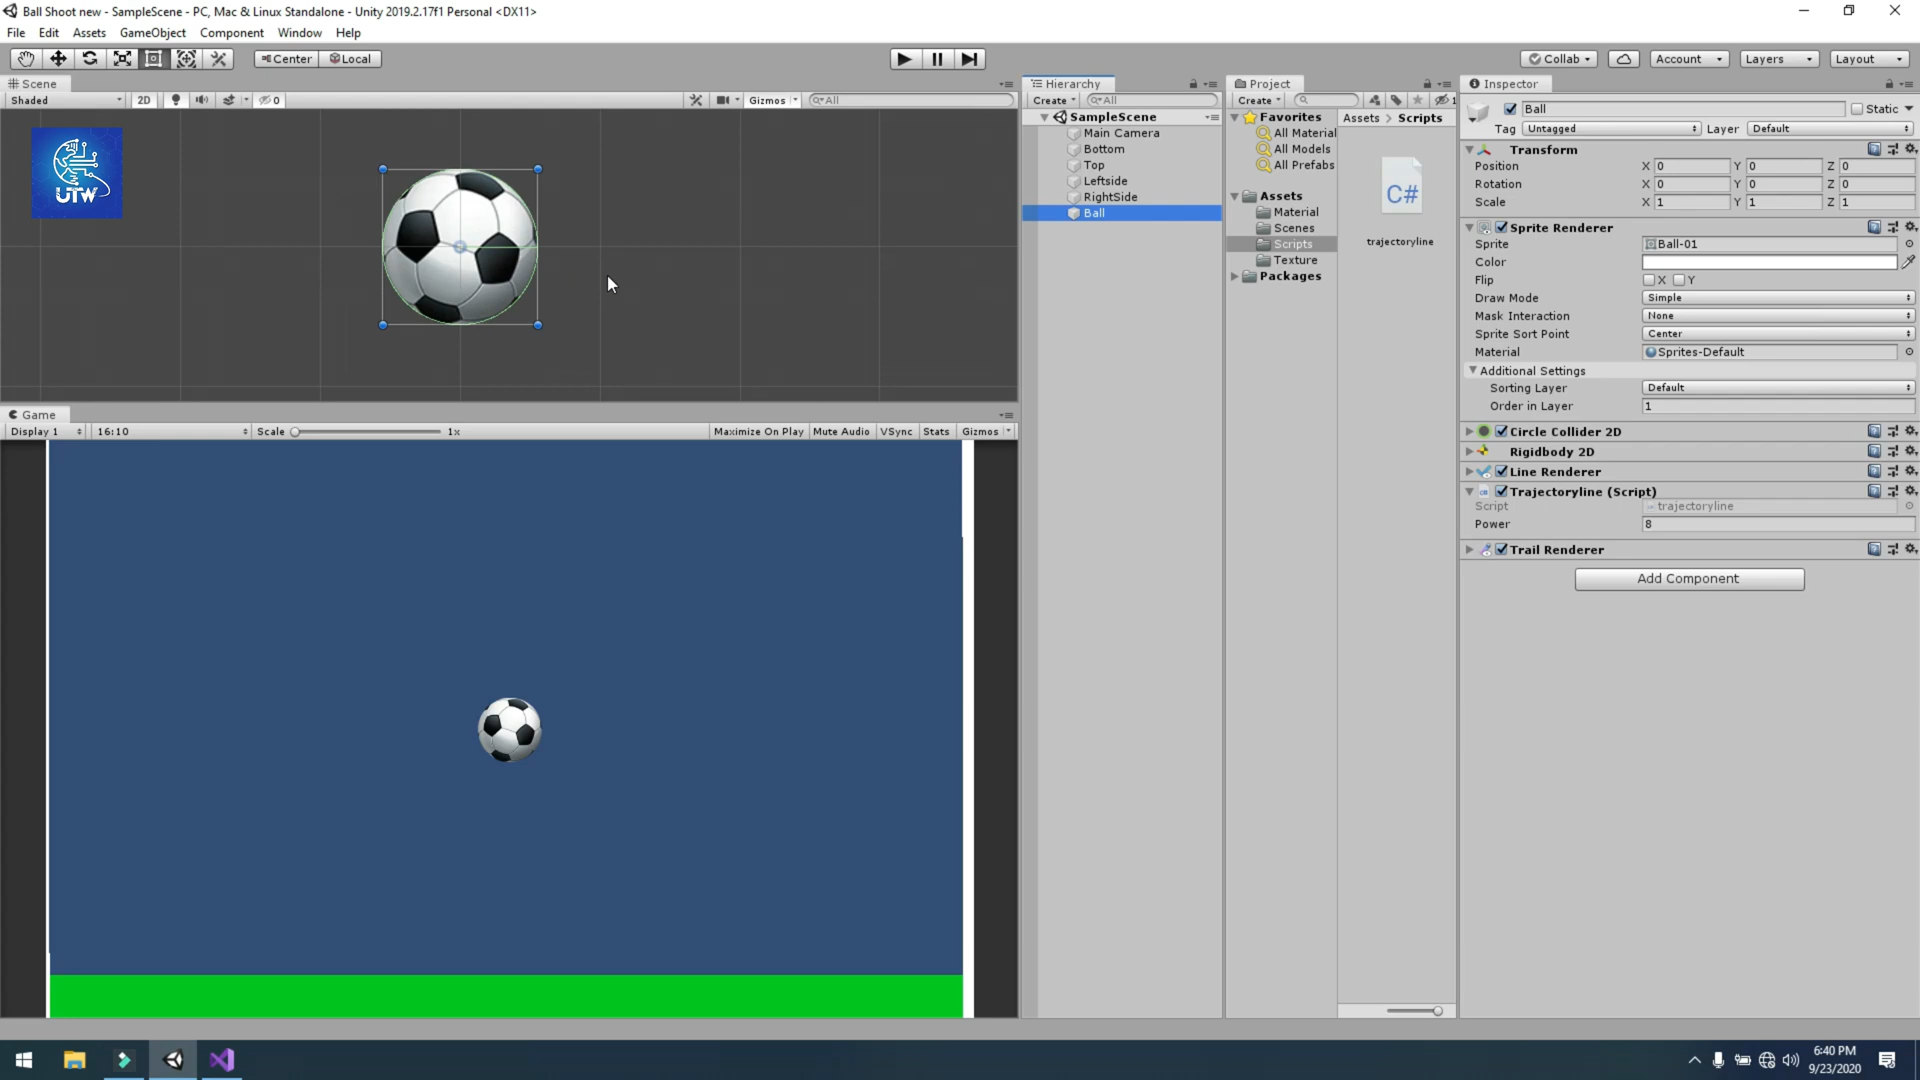 Ball Shoot new - SampleScene - PC, Mac & Linux Standalone - Unity 2019.2.17f1 Personal <DX11>
File Edit Assets GameObject Component Window Help
Center Local
Collab Account Layers Layout
Scene
Shaded 2D 0 Gizmos All
UTW
Game
Display 1 16:10 Scale 1x Maximize On Play Mute Audio VSync Stats Gizmos
Hierarchy
Create All
SampleScene
Main Camera
Bottom
Top
Leftside
RightSide
Ball
Project
Create 1
Favorites
All Material
All Models
All Prefabs
Assets
Material
Scenes
Scripts
Texture
Packages
Assets > Scripts
C#
trajectoryline
Inspector
Ball Static
Tag Untagged Layer Default
Transform
Position X 0 Y 0 Z 0
Rotation X 0 Y 0 Z 0
Scale X 1 Y 1 Z 1
Sprite Renderer
Sprite Ball-01
Color
Flip X Y
Draw Mode Simple
Mask Interaction None
Sprite Sort Point Center
Material Sprites-Default
Additional Settings
Sorting Layer Default
Order in Layer 1
Circle Collider 2D
Rigidbody 2D
Line Renderer
Trajectoryline (Script)
Script trajectoryline
Power 8
Trail Renderer
Add Component
6:40 PM
9/23/2020